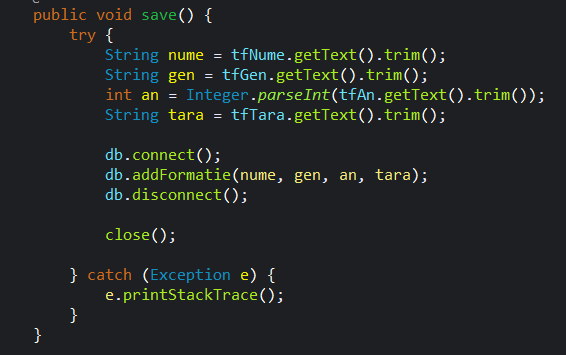 public void save() {
try {
String nume = tfNume.getText().trim();
String gen = tfGen.getText().trim();
int an = Integer.parseInt(tfAn.getText().trim());
String tara = tfTara.getText().trim();
db.connect();
db.addFormatie(nume, gen, an, tara);
db.disconnect();
close();
} catch (Exception e) {
e.printStackTrace();
}
}